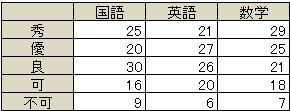 国語 英語 数学
秀 25 21 29
優 20 27 25
良 30 26 21
可 16 20 18
不可 9 6 7